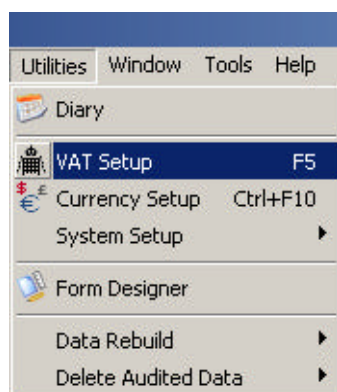 Utilities Window Tools Help
Diary
VAT Setup F5
Currency Setup Ctrl+F10
System Setup
Form Designer
Data Rebuild
Delete Audited Data